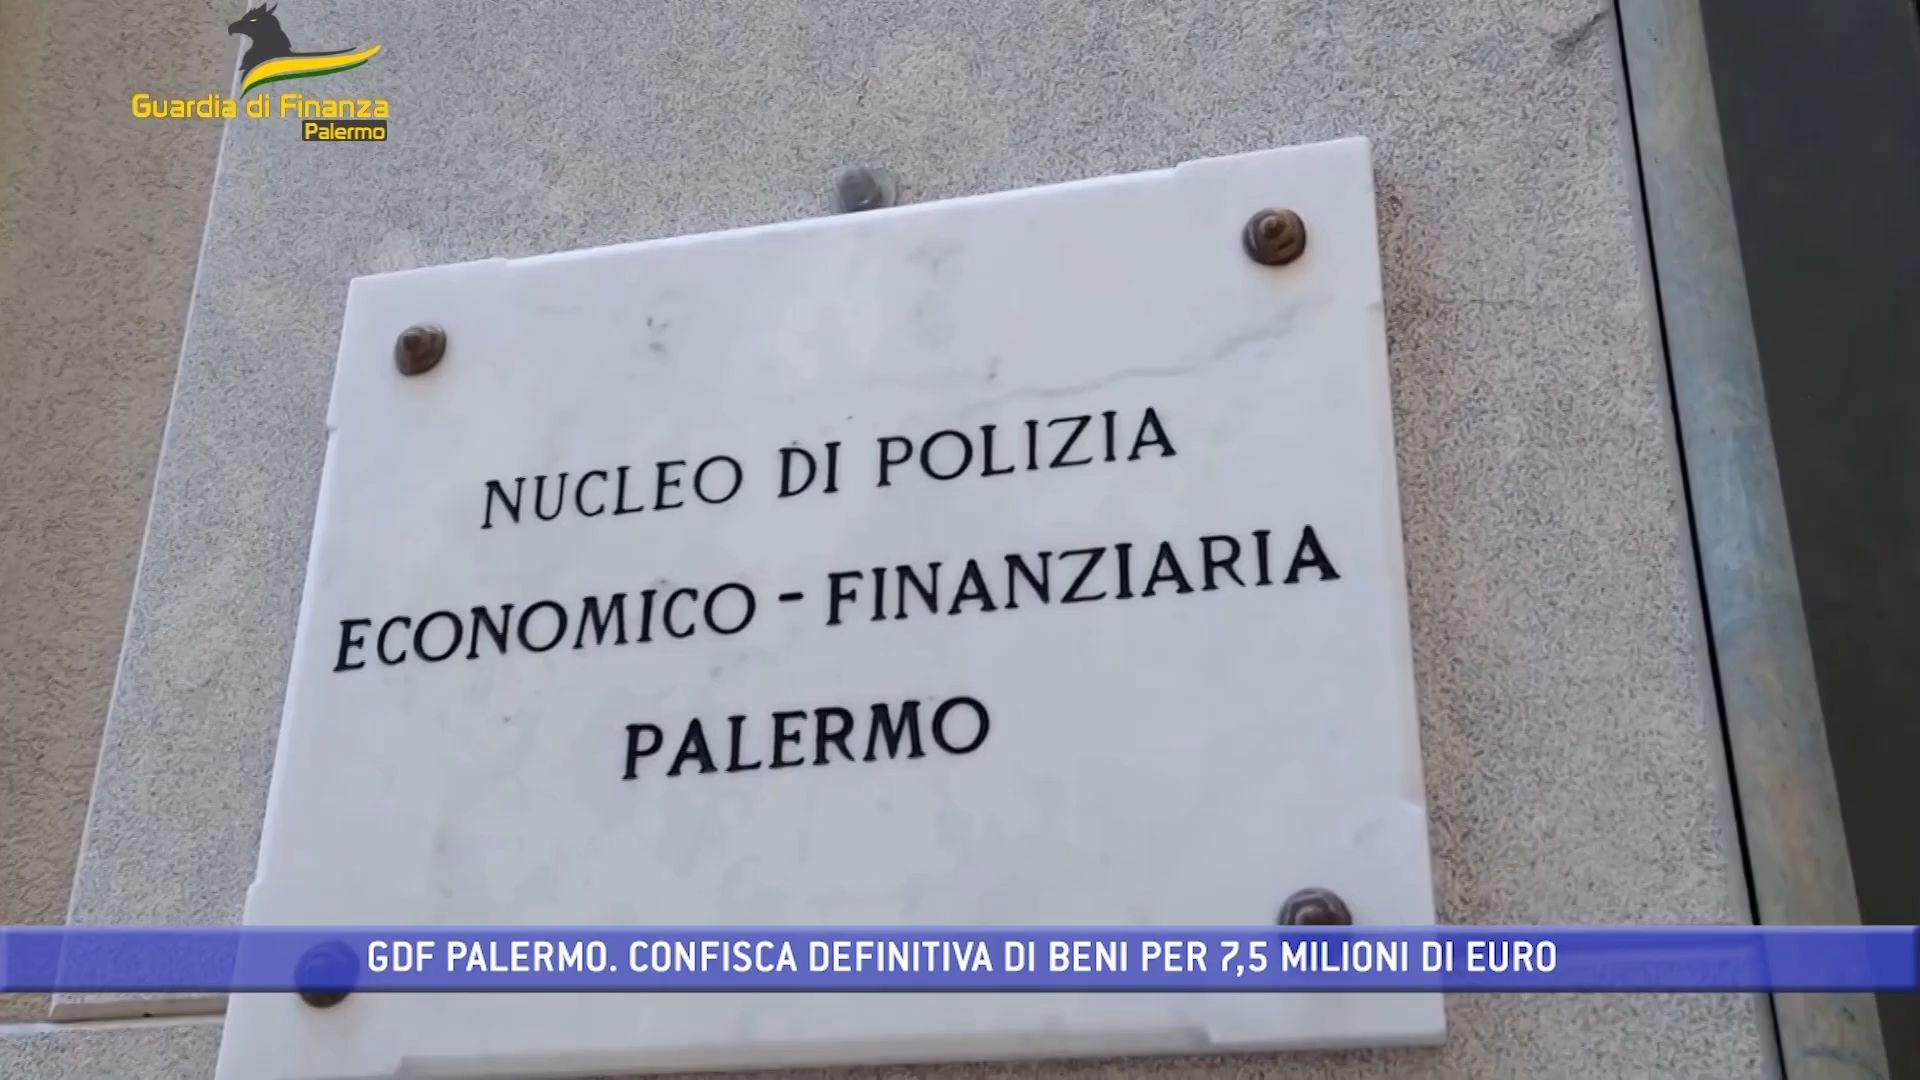 Guardia di Finanza
Palermo
NUCLEO DI POLIZIA
ECONOMICO - FINANZIARIA
PALERMO
GDF PALERMO. CONFISCA DEFINITIVA DI BENI PER 7,5 MILIONI DI EURO